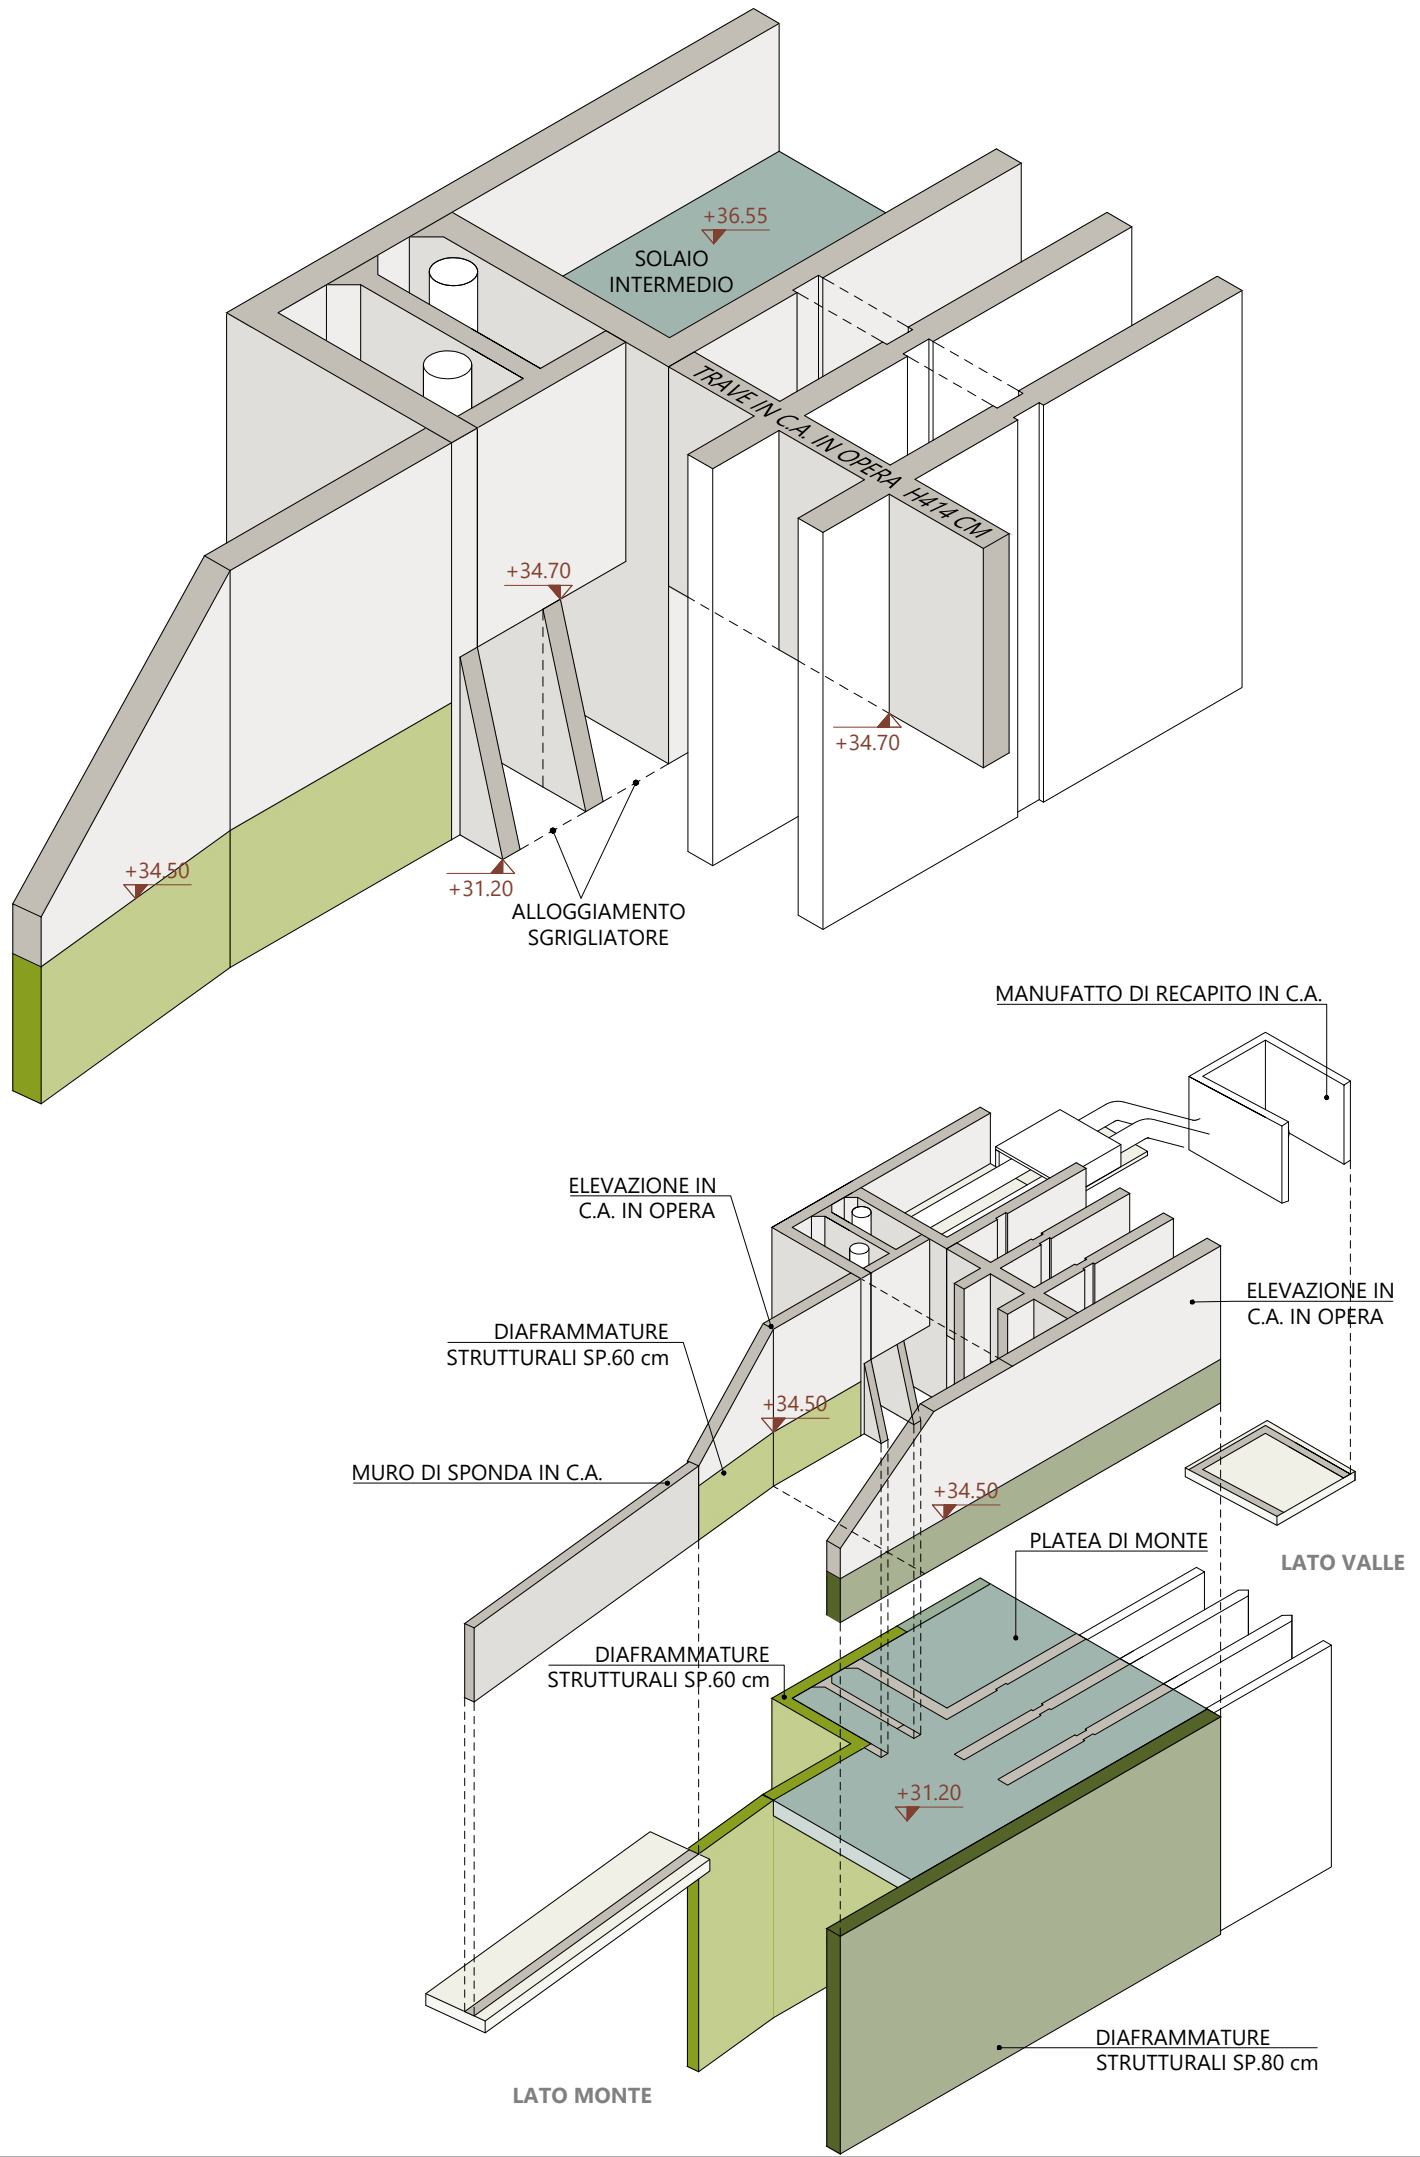 +36.55
SOLAIO
INTERMEDIO
TRAVE IN C.A. IN OPERA H414 CM
+34.70
+34.70
+34.50
+31.20
ALLOGGIAMENTO
SGRIGLIATORE
MANUFATTO DI RECAPITO IN C.A.
ELEVAZIONE IN
C.A. IN OPERA
ELEVAZIONE IN
C.A. IN OPERA
DIAFRAMMATURE
STRUTTURALI SP.60 cm
+34.50
MURO DI SPONDA IN C.A.
+34.50
PLATEA DI MONTE
LATO VALLE
DIAFRAMMATURE
STRUTTURALI SP.60 cm
+31.20
DIAFRAMMATURE
STRUTTURALI SP.80 cm
LATO MONTE